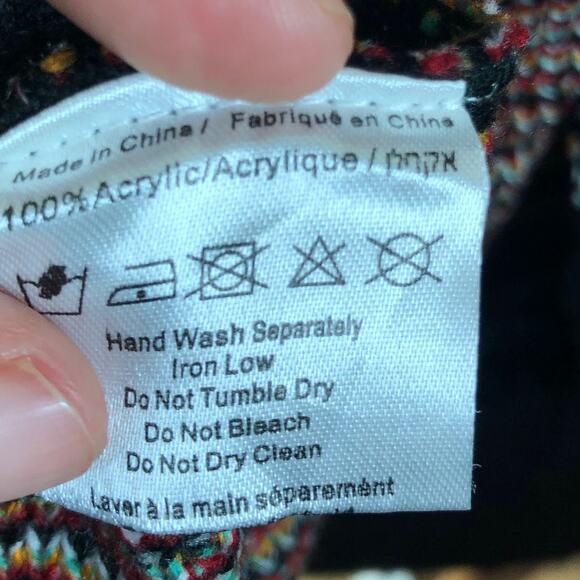 Made in China / Fabriqué en Chine
100% Acrylic/Acrylique / אקרילן
Hand Wash Separately
Iron Low
Do Not Tumble Dry
Do Not Bleach
Do Not Dry Clean
Laver à la main séparement